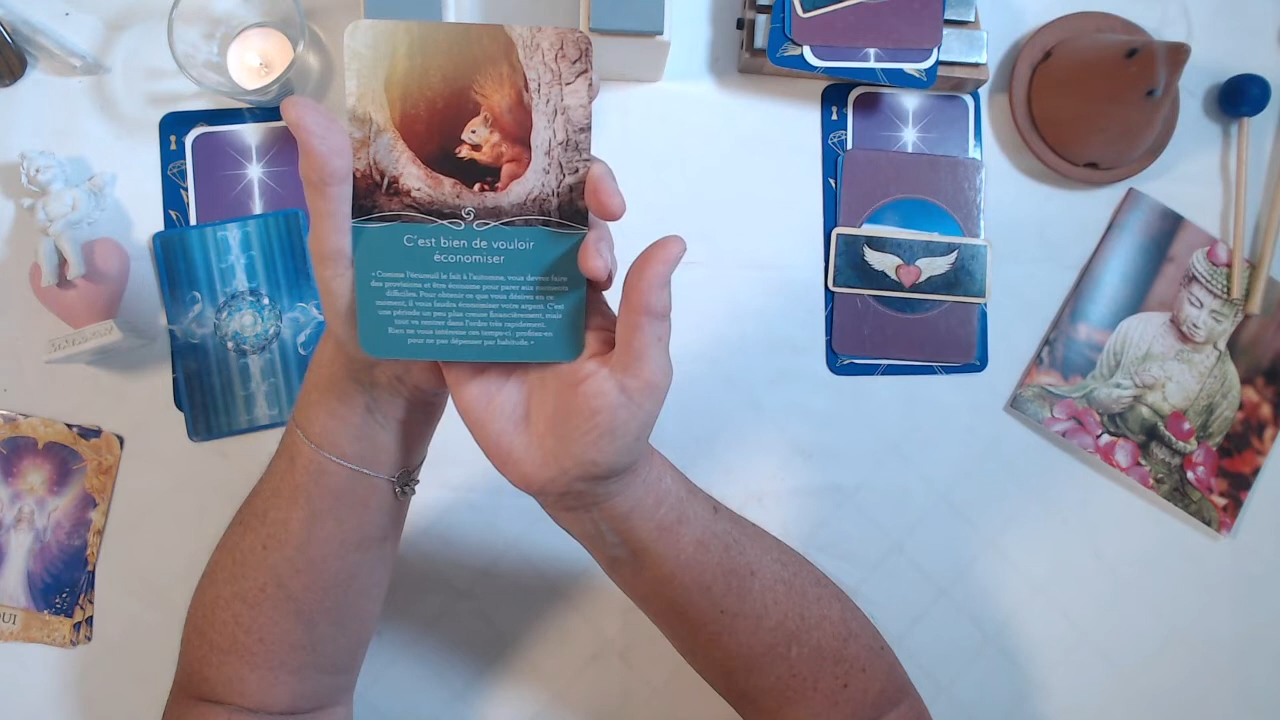 C'est bien de vouloir
économiser
« Comme l'écureuil le fait à l'automne, vous devrez faire
des provisions et être économe pour parer aux moments
difficiles. Pour obtenir ce que vous désirez en ce
moment, il vous faudra économiser votre argent. C'est
une période un peu plus creuse financièrement, mais
tout va rentrer dans l'ordre très rapidement.
Rien ne vous intéresse ces temps-ci : profitez-en
pour ne pas dépenser par habitude. »
OUI